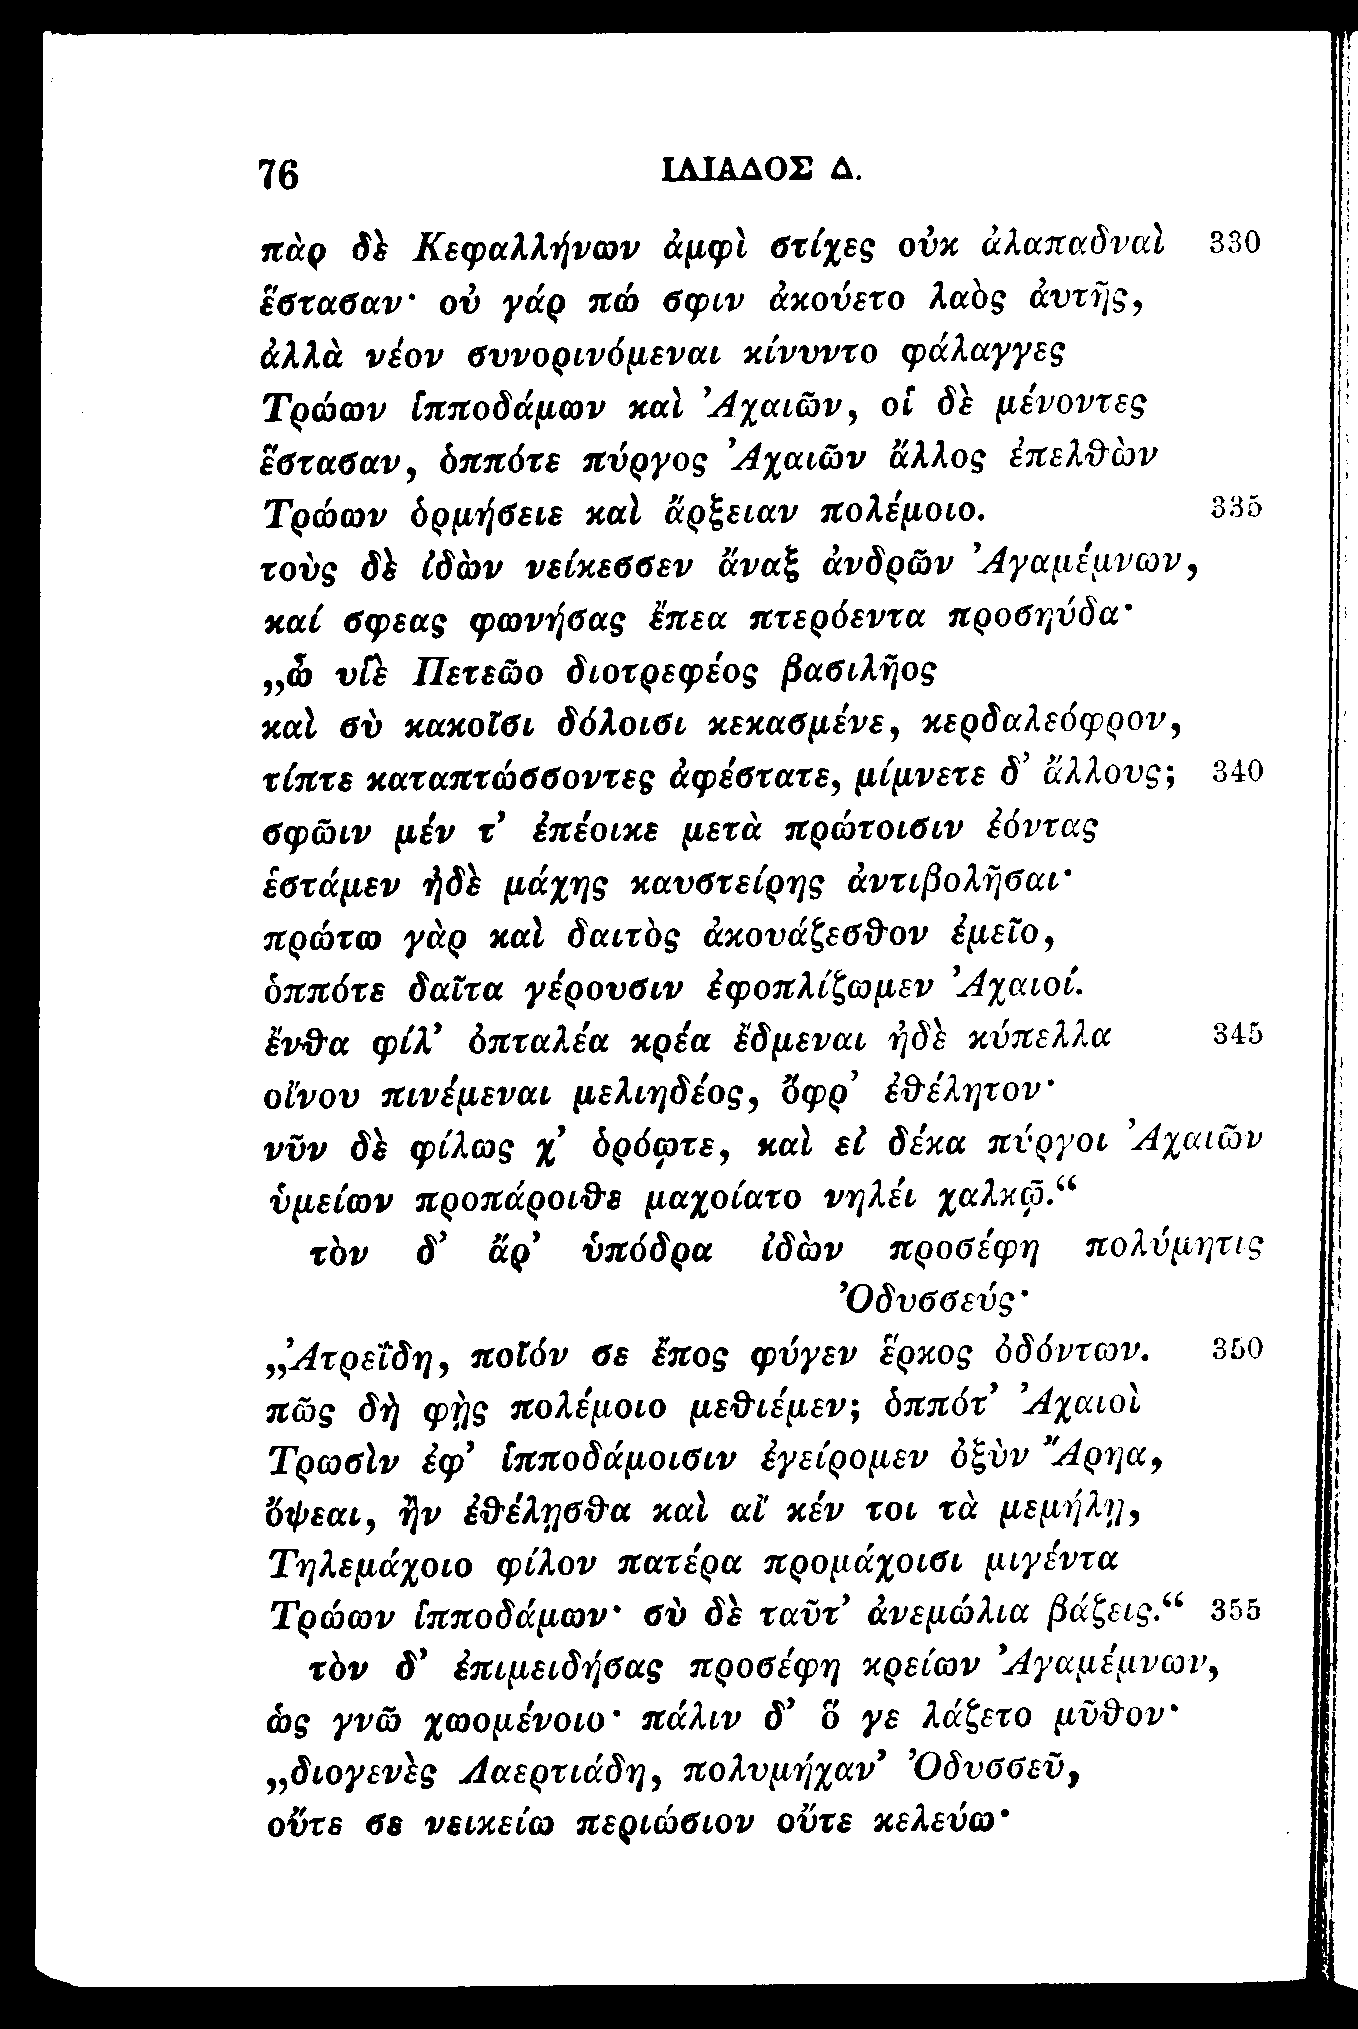 76 ΙΛΙΑΔΟΣ Δ.
πὰρ δὲ Κεφαλλήνων ἀμφὶ στίχες οὐκ ἀλαπαδναὶ 330
ἕστασαν· οὐ γάρ πώ σφιν ἀκούετο λαὸς ἀυτῆς,
ἀλλὰ νέον συνορινόμεναι κίνυντο φάλαγγες
Τρώων ἱπποδάμων καὶ Ἀχαιῶν, οἱ δὲ μένοντες
ἕστασαν, ὁππότε πύργος Ἀχαιῶν ἄλλος ἐπελθὼν
Τρώων ὁρμήσειε καὶ ἄρξειαν πολέμοιο. 335
τοὺς δὲ ἰδὼν νείκεσσεν ἄναξ ἀνδρῶν Ἀγαμέμνων,
καί σφεας φωνήσας ἔπεα πτερόεντα προσηύδα·
„ὦ υἱὲ Πετεῶο διοτρεφέος βασιλῆος
καὶ σὺ κακοῖσι δόλοισι κεκασμένε, κερδαλεόφρον,
τίπτε καταπτώσσοντες ἀφέστατε, μίμνετε δ’ ἄλλους; 340
σφῶιν μέν τ’ ἐπέοικε μετὰ πρώτοισιν ἐόντας
ἑστάμεν ἠδὲ μάχης καυστείρης ἀντιβολῆσαι·
πρώτω γὰρ καὶ δαιτὸς ἀκουάζεσθον ἐμεῖο,
ὁππότε δαῖτα γέρουσιν ἐφοπλίζωμεν Ἀχαιοί.
ἔνθα φίλ’ ὀπταλέα κρέα ἔδμεναι ἠδὲ κύπελλα 345
οἴνου πινέμεναι μελιηδέος, ὄφρ’ ἐθέλητον·
νῦν δὲ φίλως χ’ ὁρόῳτε, καὶ εἰ δέκα πύργοι Ἀχαιῶν
ὑμείων προπάροιθε μαχοίατο νηλέι χαλκῷ.“
τὸν δ’ ἄρ’ ὑπόδρα ἰδὼν προσέφη πολύμητις
Ὀδυσσεύς·
„Ἀτρεΐδη, ποῖόν σε ἔπος φύγεν ἕρκος ὀδόντων. 350
πῶς δὴ φῂς πολέμοιο μεθιέμεν; ὁππότ’ Ἀχαιοὶ
Τρωσὶν ἐφ’ ἱπποδάμοισιν ἐγείρομεν ὀξὺν Ἄρηα,
ὄψεαι, ἢν ἐθέλῃσθα καὶ αἴ κέν τοι τὰ μεμήλῃ,
Τηλεμάχοιο φίλον πατέρα προμάχοισι μιγέντα
Τρώων ἱπποδάμων· σὺ δὲ ταῦτ’ ἀνεμώλια βάζεις.“ 355
τὸν δ’ ἐπιμειδήσας προσέφη κρείων Ἀγαμέμνων,
ὡς γνῶ χωομένοιο· πάλιν δ’ ὅ γε λάζετο μῦθον·
„διογενὲς Λαερτιάδη, πολυμήχαν’ Ὀδυσσεῦ,
οὔτε σε νεικείω περιώσιον οὔτε κελεύω·